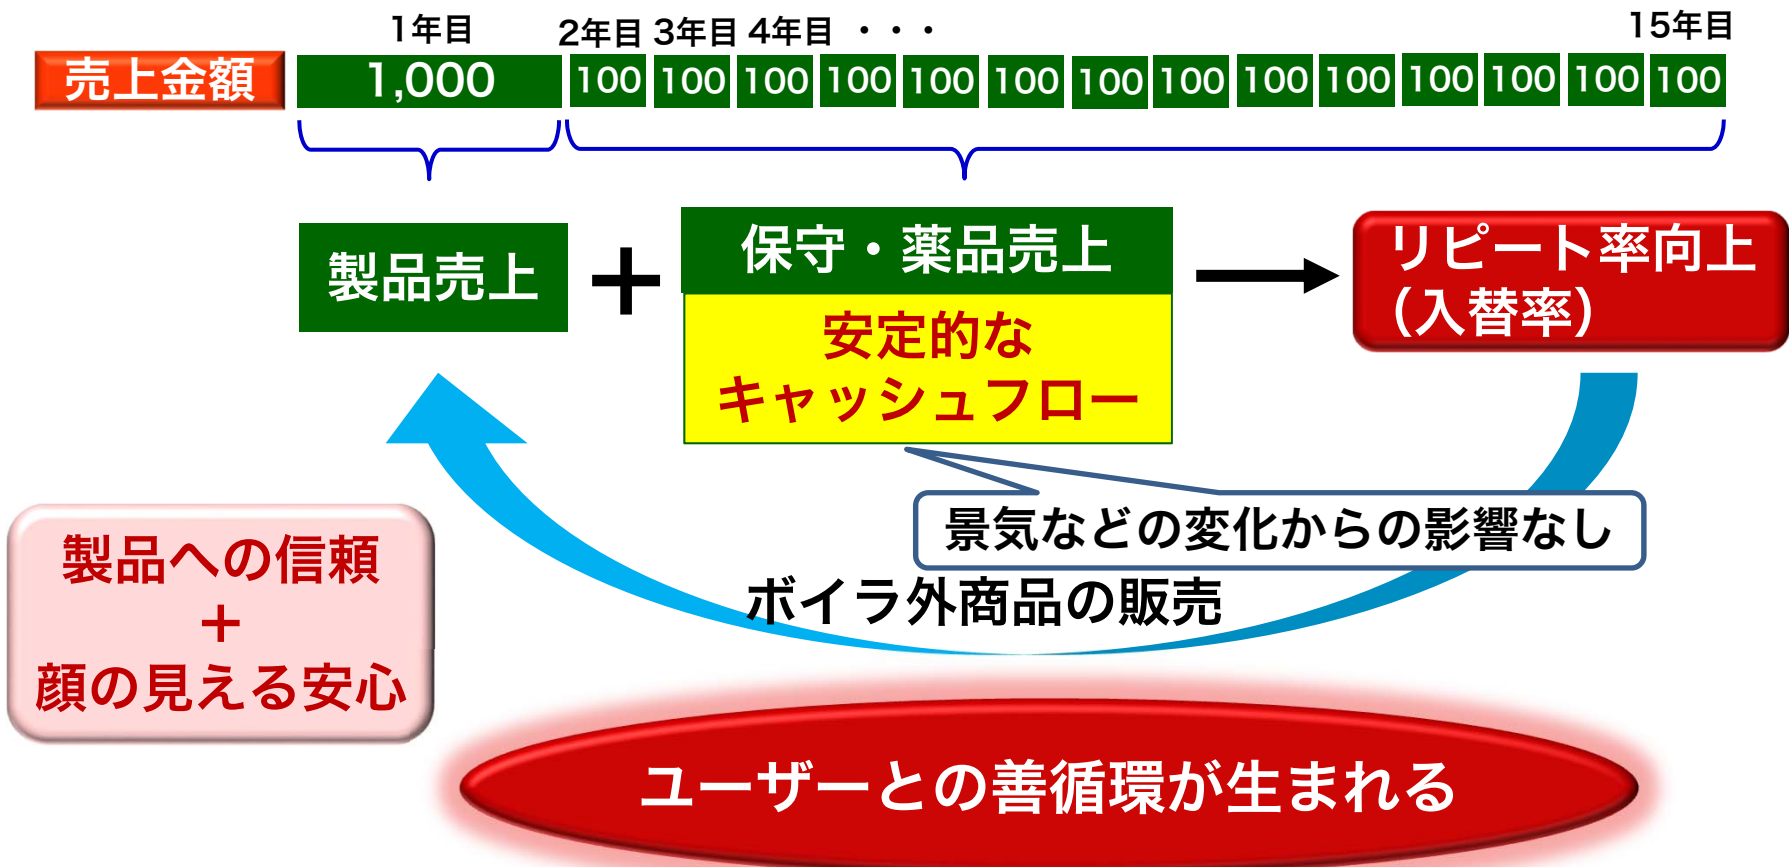 1年目 2年目 3年目 4年目 ・・・ 15年目
売上金額 1,000 100 100 100 100 100 100 100 100 100 100 100 100 100 100
製品売上 + 保守・薬品売上 リピート率向上
(入替率)
安定的な
キャッシュフロー
景気などの変化からの影響なし
ボイラ外商品の販売
製品への信頼
+
顔の見える安心
ユーザーとの善循環が生まれる